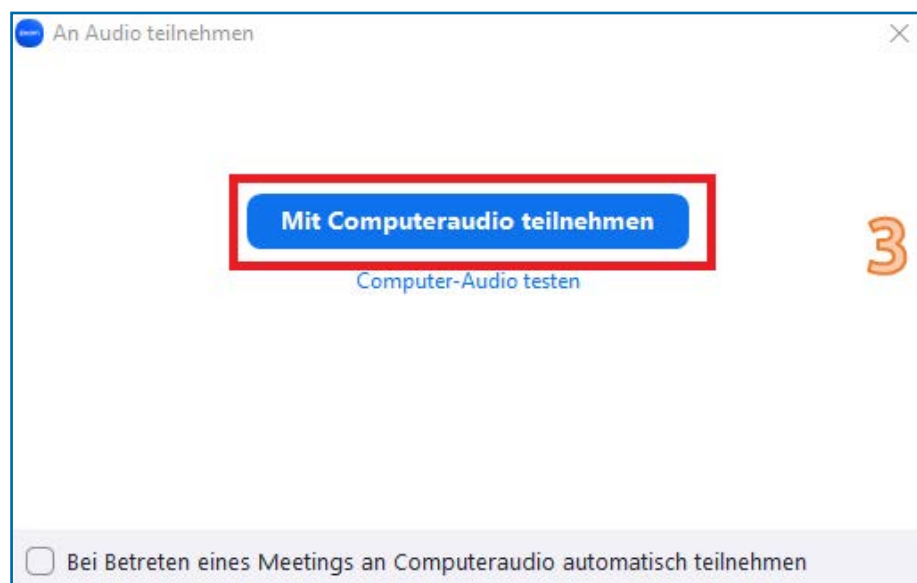 An Audio teilnehmen
Mit Computeraudio teilnehmen
3
Computer-Audio testen
Bei Betreten eines Meetings an Computeraudio automatisch teilnehmen